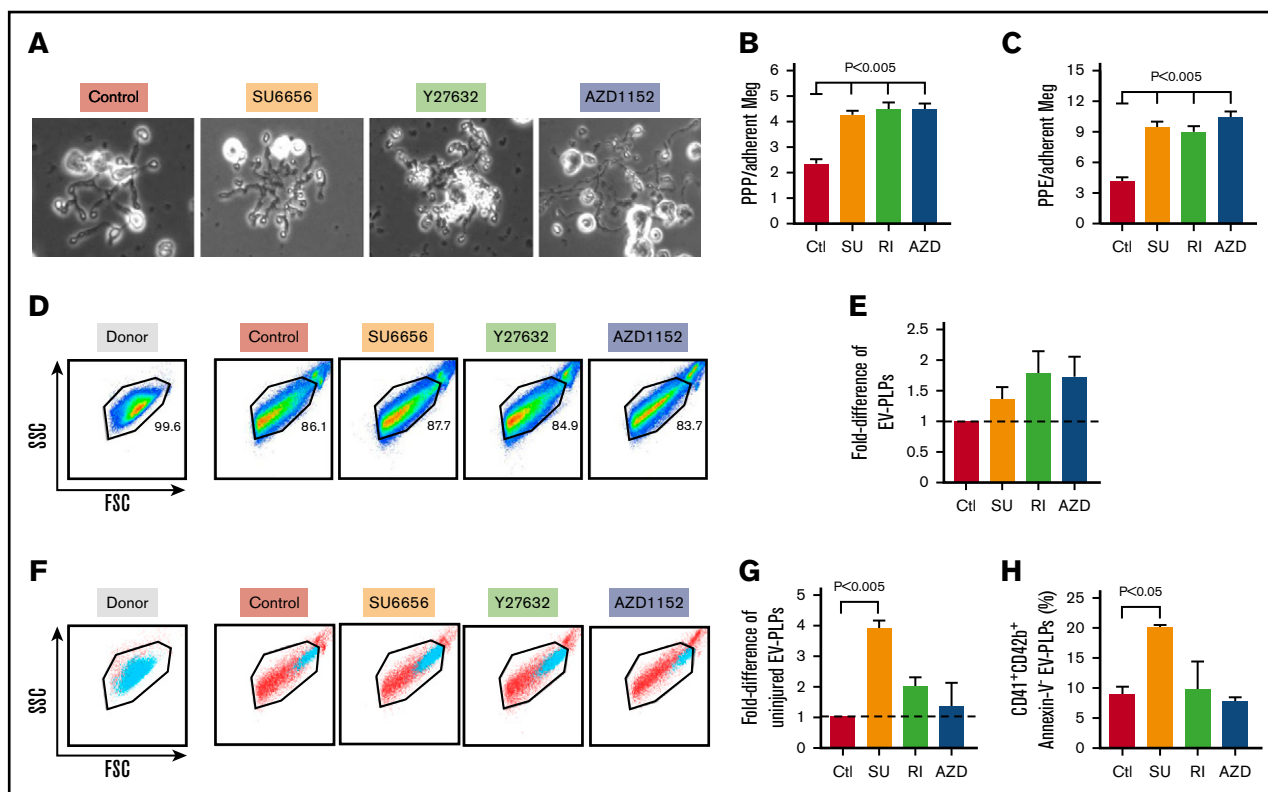 A
Control
SU6656
Y27632
AZD1152
B
PPP/adherent Meg
6
5
4
3
2
1
0
P<0.005
Ctl SU RI AZD
C
PPE/adherent Meg
15
12
9
6
3
0
P<0.005
Ctl SU RI AZD
D
Donor
Control
SU6656
Y27632
AZD1152
SSC
FSC
99.6
86.1
87.7
84.9
83.7
E
Fold-difference of
EV-PLPs
2.5
2
1.5
1
0.5
0
Ctl SU RI AZD
F
Donor
Control
SU6656
Y27632
AZD1152
SSC
FSC
G
Fold-difference of
uninjured EV-PLPs
5
4
3
2
1
0
P<0.005
Ctl SU RI AZD
H
CD41⁺CD42b⁺
Annexin-V⁻ EV-PLPs (%)
25
20
15
10
5
0
P<0.05
Ctl SU RI AZD